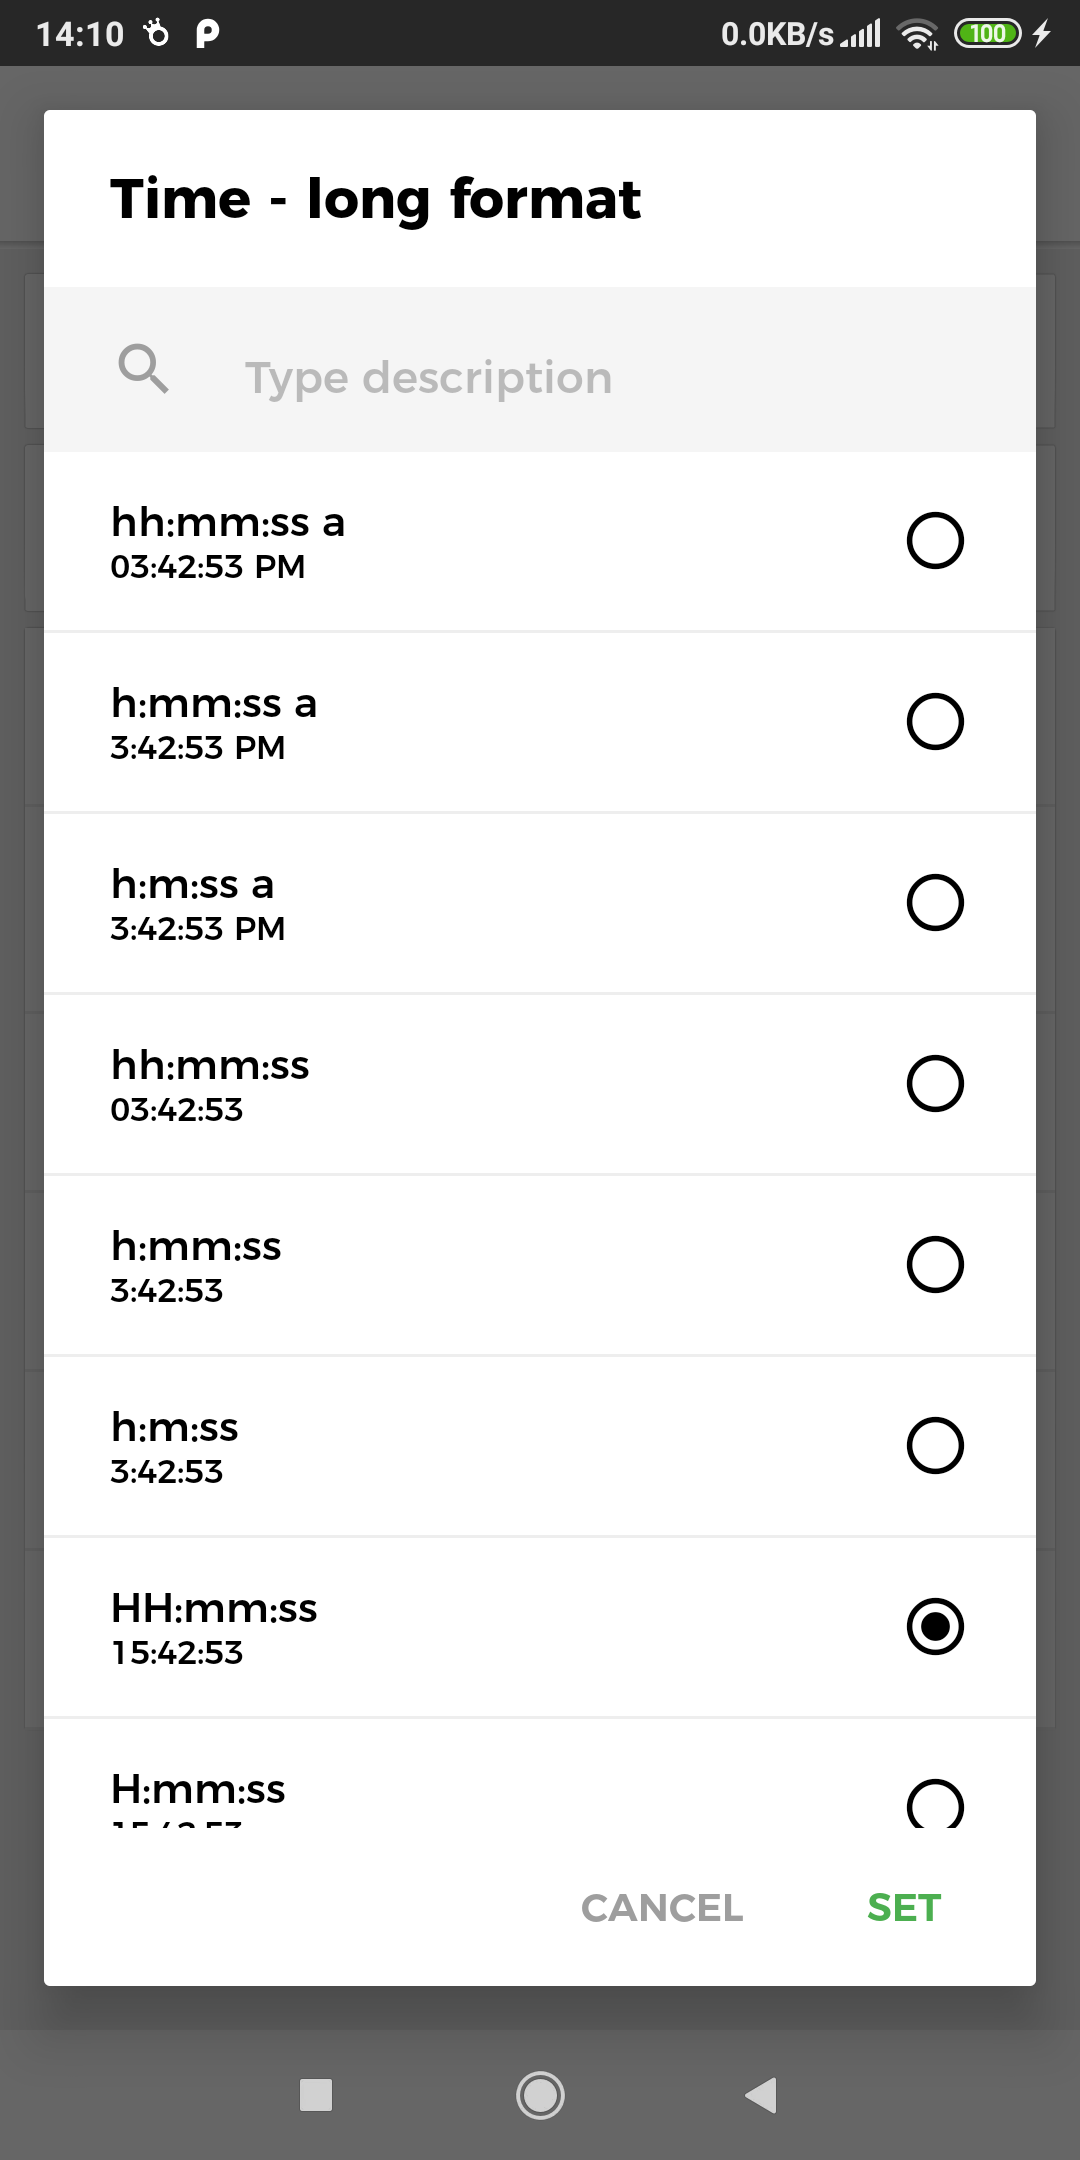 14:10 0.0KB/s 100
Time - long format
Type description
hh:mm:ss a
03:42:53 PM
h:mm:ss a
3:42:53 PM
h:m:ss a
3:42:53 PM
hh:mm:ss
03:42:53
h:mm:ss
3:42:53
h:m:ss
3:42:53
HH:mm:ss
15:42:53
H:mm:ss
CANCEL SET